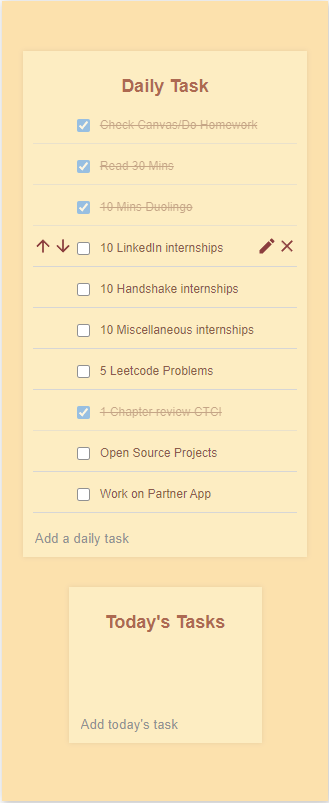 Daily Task
Check Canvas/Do Homework
Read 30 Mins
10 Mins Duolingo
10 LinkedIn internships
10 Handshake internships
10 Miscellaneous internships
5 Leetcode Problems
1 Chapter review CTCI
Open Source Projects
Work on Partner App
Add a daily task
Today's Tasks
Add today's task